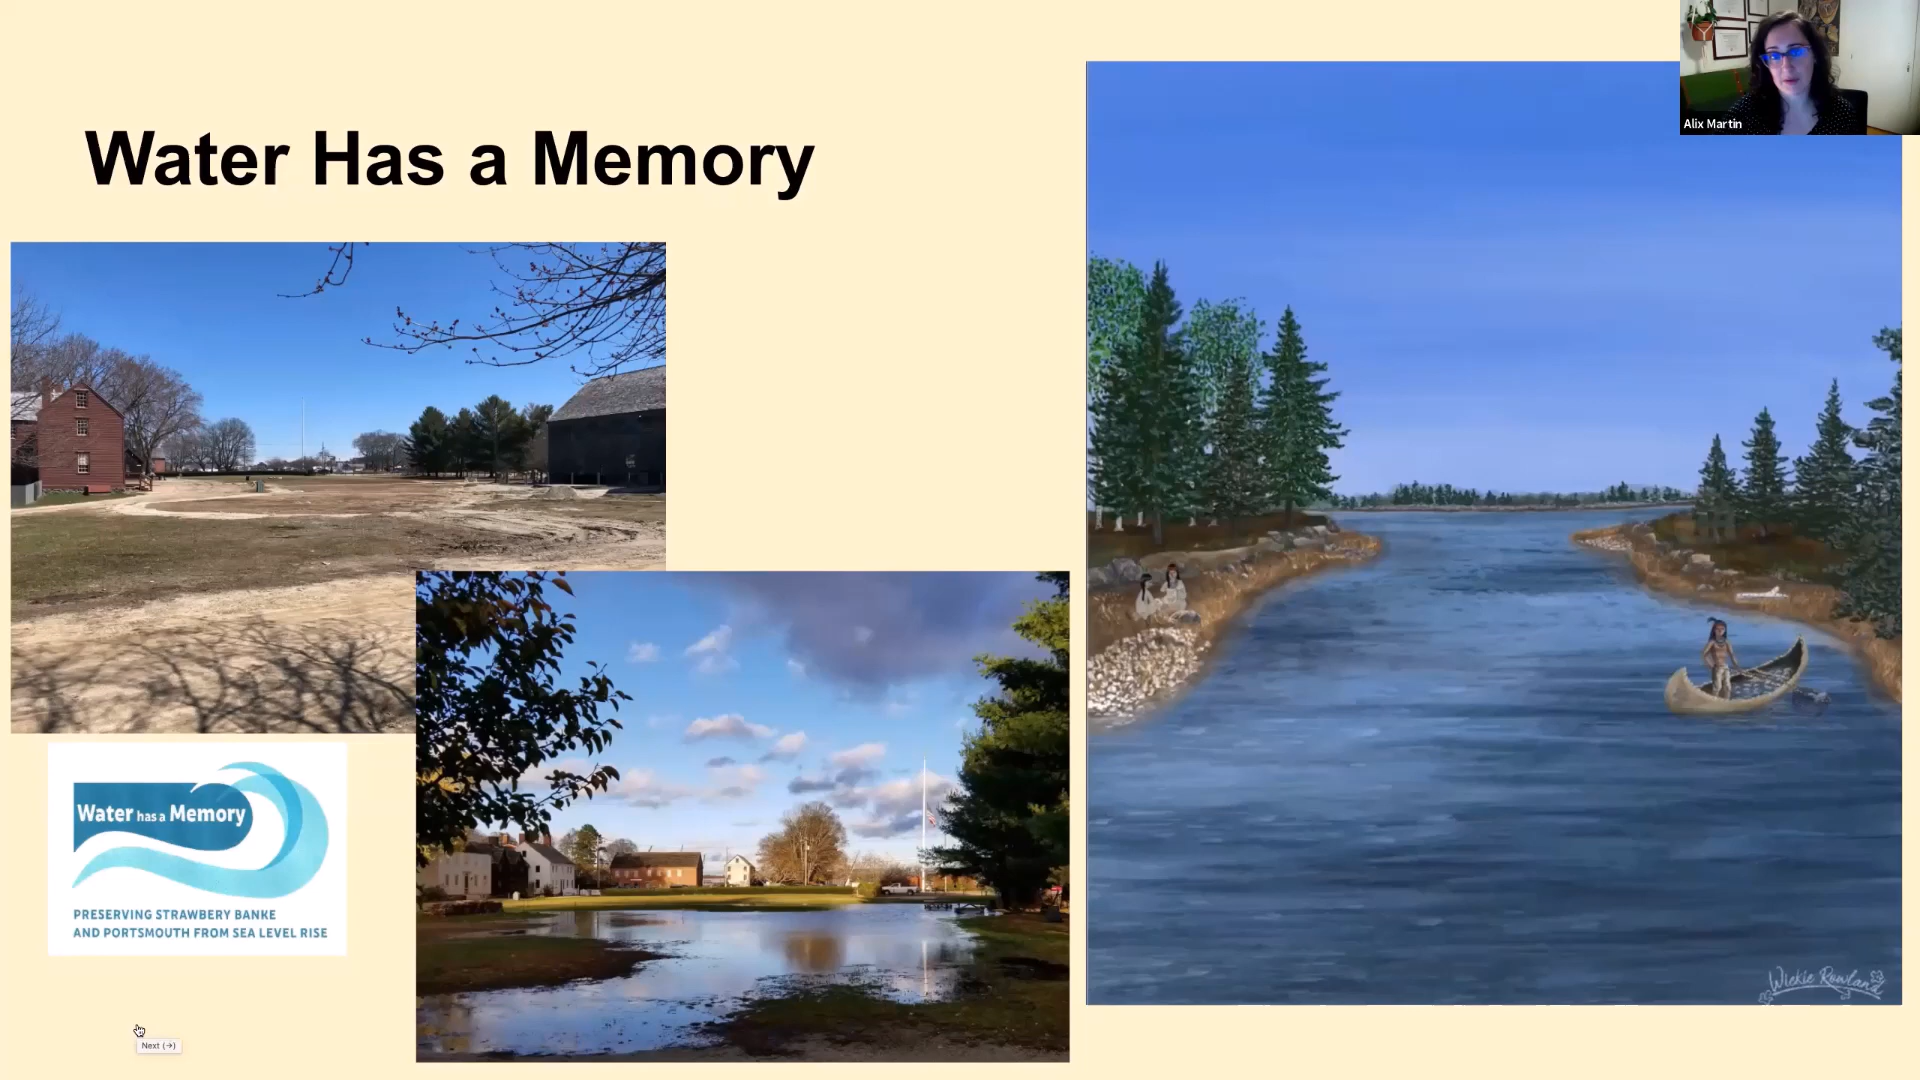 Water Has a Memory
Alix Martin
Water has a Memory
PRESERVING STRAWBERY BANKE
AND PORTSMOUTH FROM SEA LEVEL RISE
Wickie Rowland
Next (→)